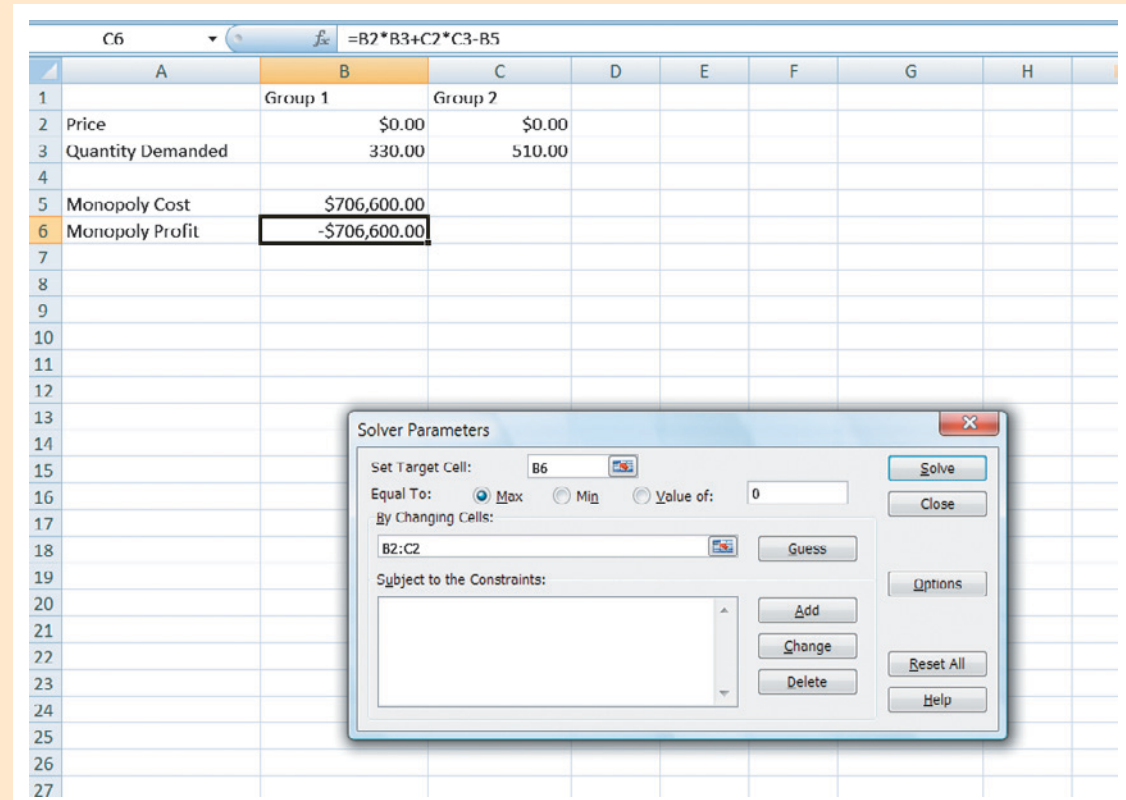 C6 fx =B2*B3+C2*C3-B5
A B C D E F G H
1 Group 1 Group 2
2 Price $0.00 $0.00
3 Quantity Demanded 330.00 510.00
4
5 Monopoly Cost $706,600.00
6 Monopoly Profit -$706,600.00
7
8
9
10
11
12
13
14
15
16
17
18
19
20
21
22
23
24
25
26
27
Solver Parameters
Set Target Cell: B6 Solve
Equal To: Max Min Value of: 0 Close
By Changing Cells:
B2:C2 Guess
Subject to the Constraints: Options
Add
Change Reset All
Delete Help